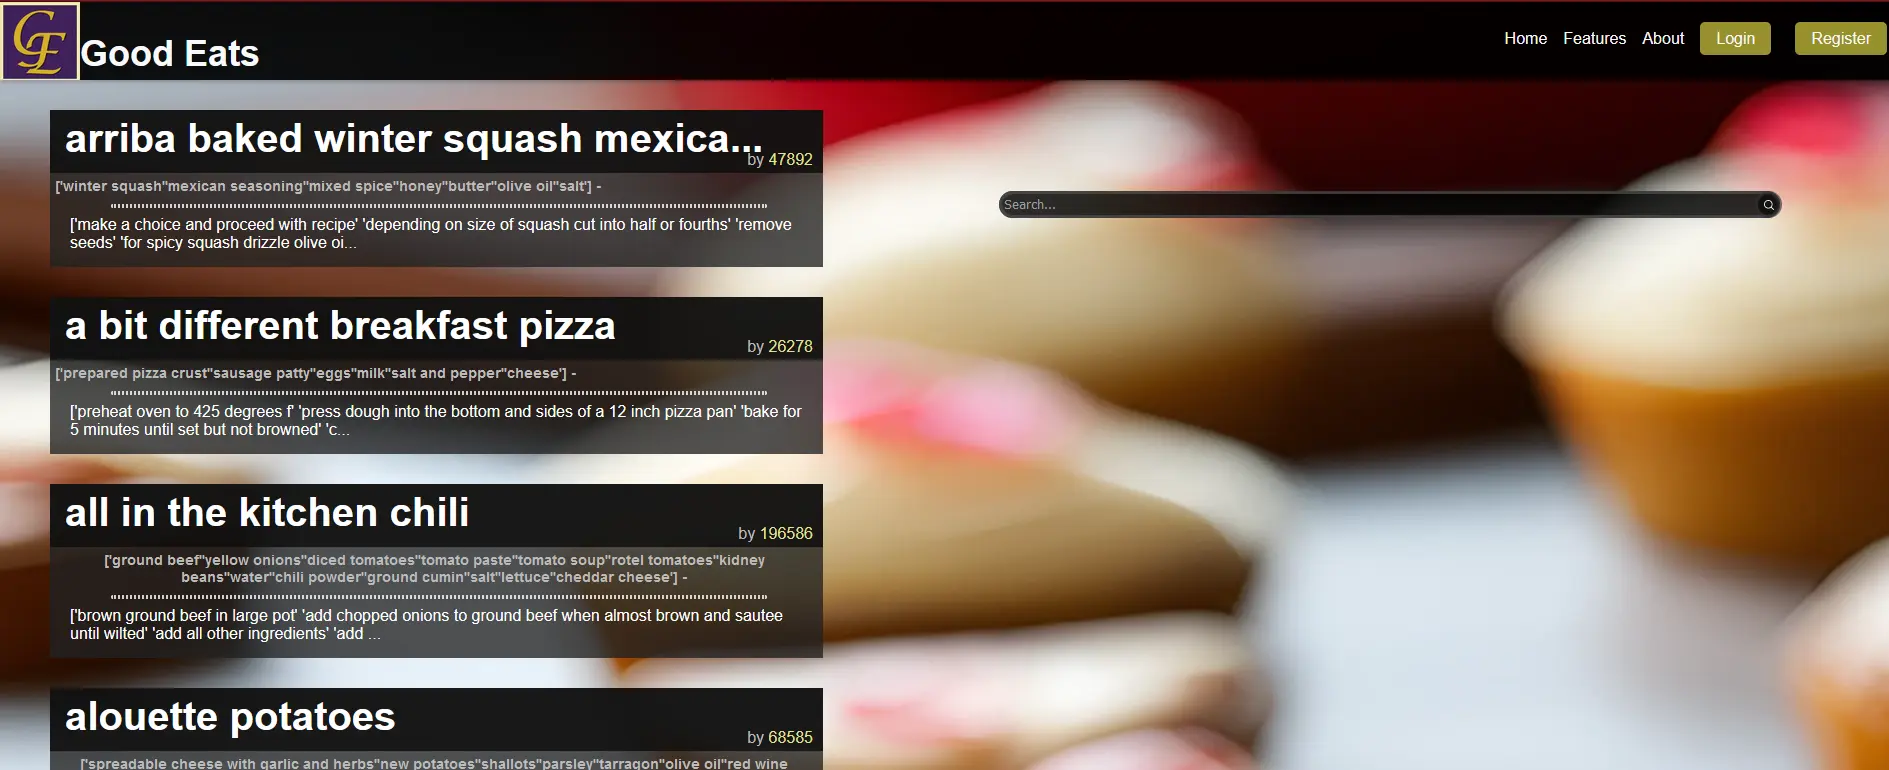 GE
Good Eats
Home Features About Login Register
arriba baked winter squash mexica...
by 47892
['winter squash''mexican seasoning''mixed spice''honey''butter''olive oil''salt'] -
['make a choice and proceed with recipe' 'depending on size of squash cut into half or fourths' 'remove
seeds' 'for spicy squash drizzle olive oi...
Search...
a bit different breakfast pizza
by 26278
['prepared pizza crust''sausage patty''eggs''milk''salt and pepper''cheese'] -
['preheat oven to 425 degrees f' 'press dough into the bottom and sides of a 12 inch pizza pan' 'bake for
5 minutes until set but not browned' 'c...
all in the kitchen chili
by 196586
['ground beef''yellow onions''diced tomatoes''tomato paste''tomato soup''rotel tomatoes''kidney
beans''water''chili powder''ground cumin''salt''lettuce''cheddar cheese'] -
['brown ground beef in large pot' 'add chopped onions to ground beef when almost brown and sautee
until wilted' 'add all other ingredients' 'add ...
alouette potatoes
by 68585
['spreadable cheese with garlic and herbs''new potatoes''shallots''parsley''tarragon''olive oil''red wine